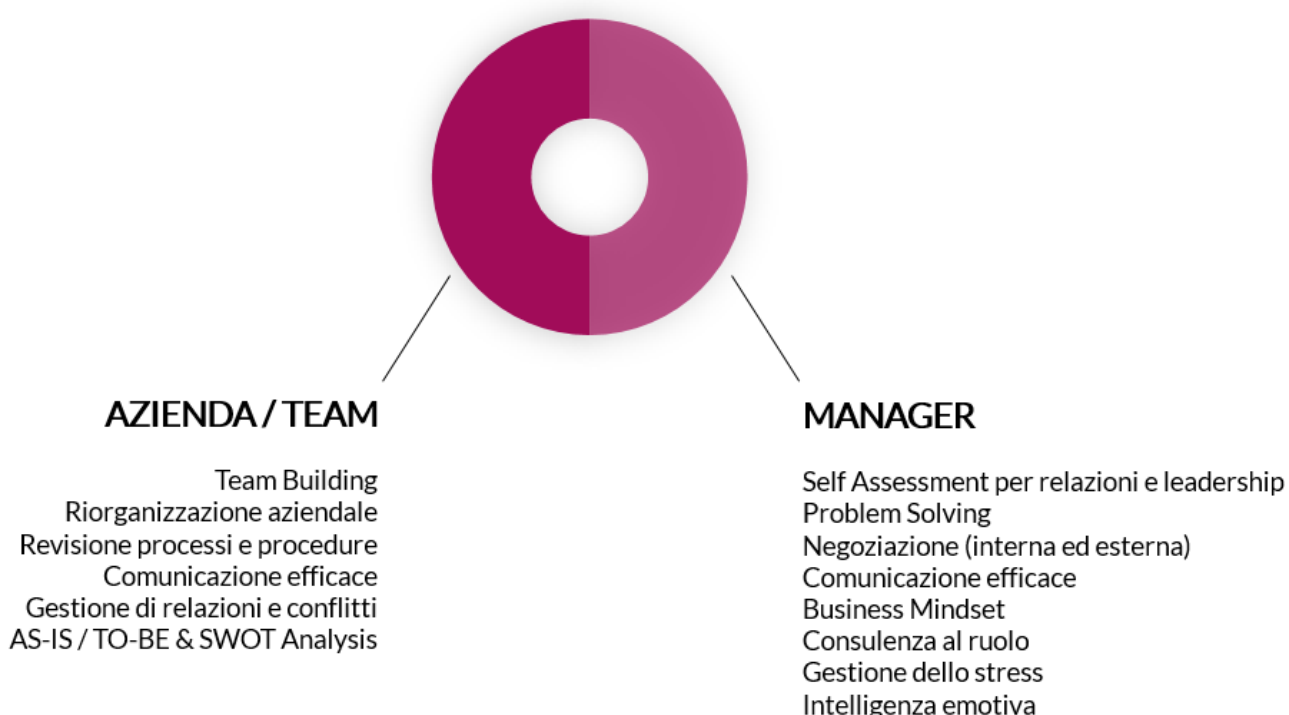 AZIENDA / TEAM
Team Building
Riorganizzazione aziendale
Revisione processi e procedure
Comunicazione efficace
Gestione di relazioni e conflitti
AS-IS / TO-BE & SWOT Analysis
MANAGER
Self Assessment per relazioni e leadership
Problem Solving
Negoziazione (interna ed esterna)
Comunicazione efficace
Business Mindset
Consulenza al ruolo
Gestione dello stress
Intelligenza emotiva